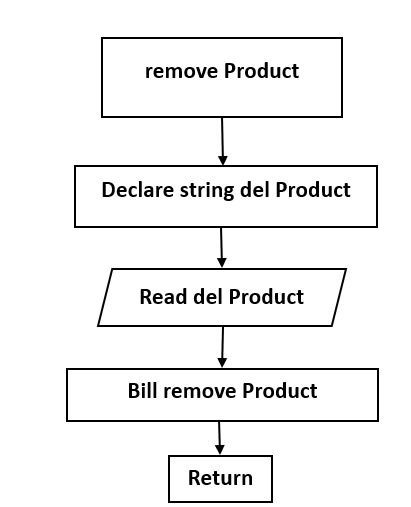 remove Product
Declare string del Product
Read del Product
Bill remove Product
Return